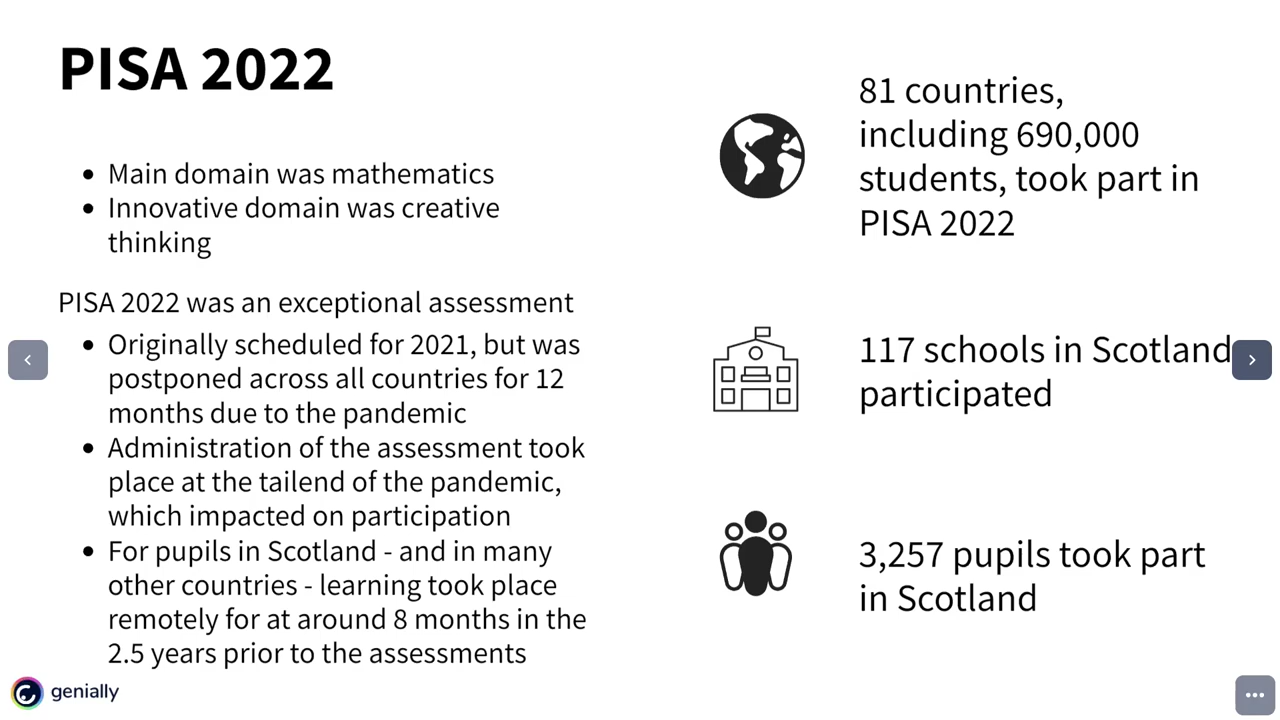 PISA 2022
• Main domain was mathematics
• Innovative domain was creative
thinking
PISA 2022 was an exceptional assessment
• Originally scheduled for 2021, but was
postponed across all countries for 12
months due to the pandemic
• Administration of the assessment took
place at the tailend of the pandemic,
which impacted on participation
• For pupils in Scotland - and in many
other countries - learning took place
remotely for at around 8 months in the
2.5 years prior to the assessments
81 countries,
including 690,000
students, took part in
PISA 2022
117 schools in Scotland
participated
3,257 pupils took part
in Scotland
genially